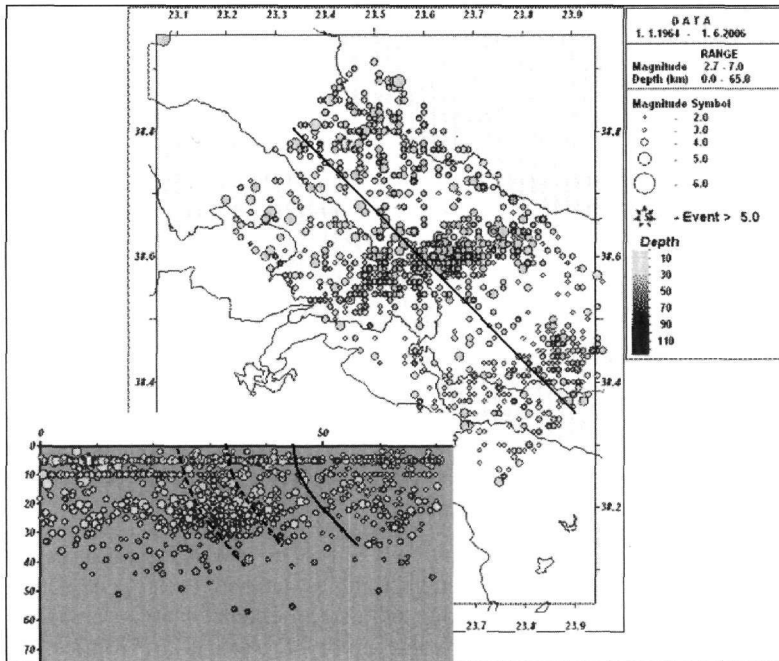 23.1 23.2 23.3 23.4 23.5 23.6 23.7 23.8 23.9
DATA
1. 1.1964 - 1. 6.2006
RANGE
Magnitude 2.7 - 7.0
Depth (km) 0.0 - 65.0
Magnitude Symbol
- 2.0
- 3.0
- 4.0
- 5.0
- 6.0
- Event > 5.0
Depth
10
30
50
70
90
110
38.8 38.8
38.6 38.6
38.4 38.4
38.2
0 50
0
10
20
30
40
50
60
70
23.7 23.8 23.9